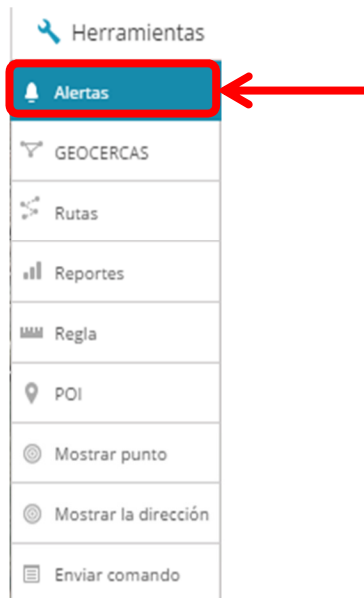 Herramientas
Alertas
GEOCERCAS
Rutas
Reportes
Regla
POI
Mostrar punto
Mostrar la dirección
Enviar comando